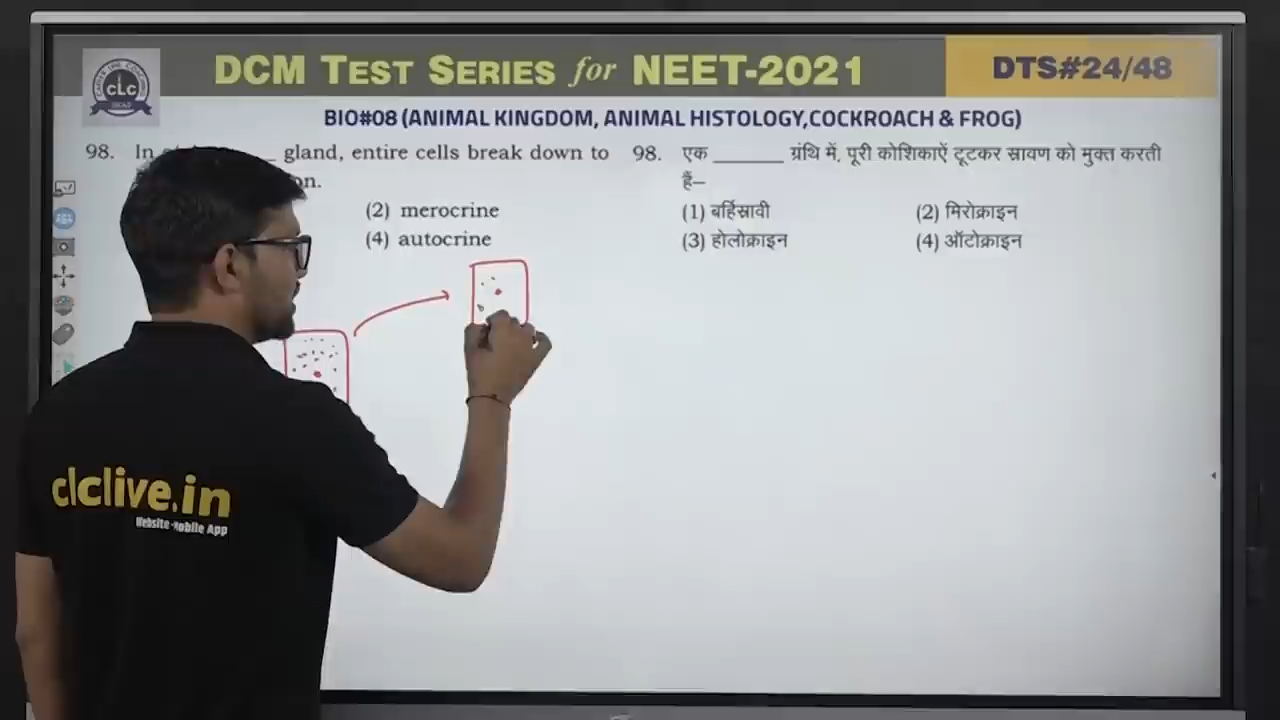 DCM TEST SERIES for NEET-2021
DTS#24/48
CLC
BIO#08 (ANIMAL KINGDOM, ANIMAL HISTOLOGY,COCKROACH & FROG)
98. In gland, entire cells break down to
on.
(2) merocrine
(4) autocrine
98. एक ______ ग्रंथि में, पूरी कोशिकाऐं टूटकर स्रावण को मुक्त करती
हैं–
(1) बर्हिस्रावी (2) मिरोक्राइन
(3) होलोक्राइन (4) ऑटोक्राइन
clclive.in
Website-Mobile App